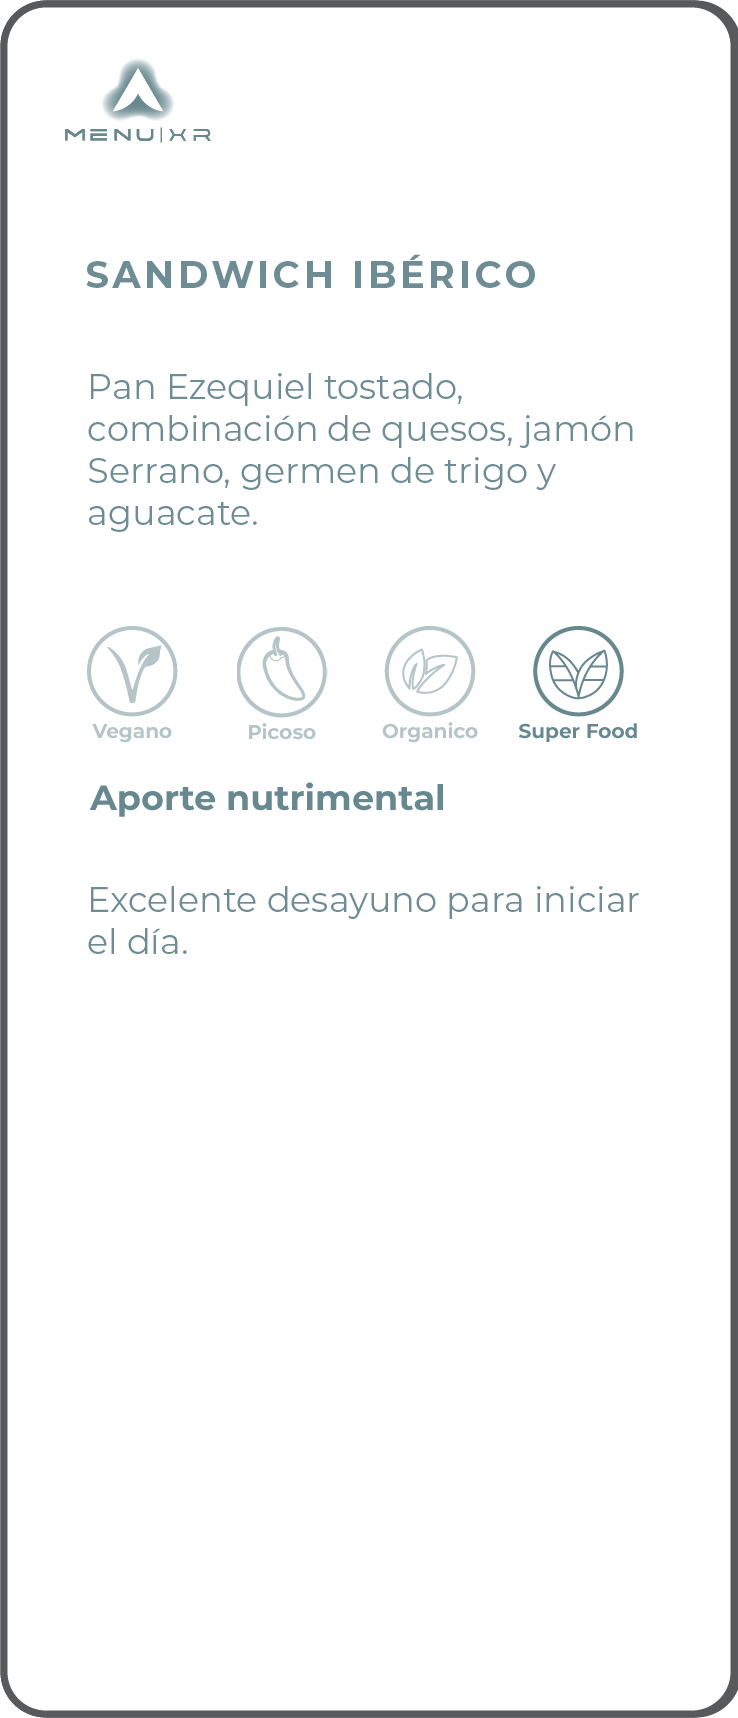 MENU|XR
SANDWICH IBÉRICO
Pan Ezequiel tostado,
combinación de quesos, jamón
Serrano, germen de trigo y
aguacate.
Vegano Picoso Organico Super Food
Aporte nutrimental
Excelente desayuno para iniciar
el día.